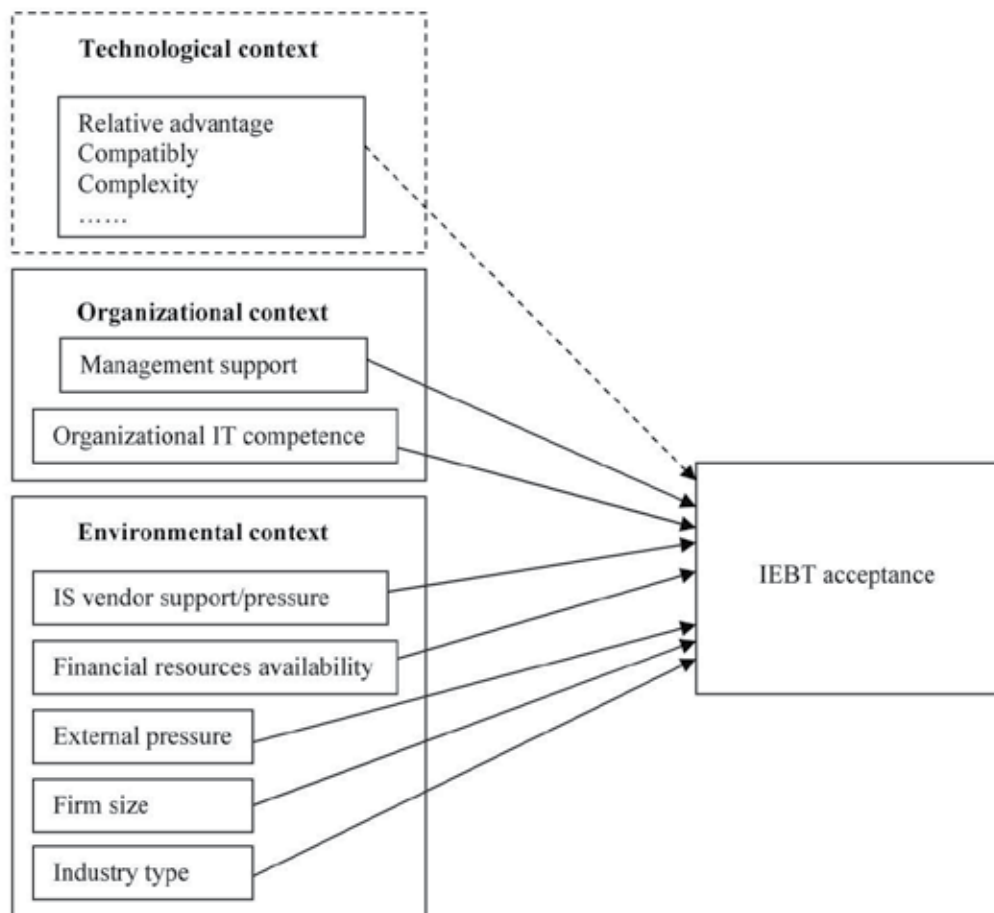 Technological context
Relative advantage
Compatibly
Complexity
……
Organizational context
Management support
Organizational IT competence
Environmental context
IS vendor support/pressure
Financial resources availability
External pressure
Firm size
Industry type
IEBT acceptance